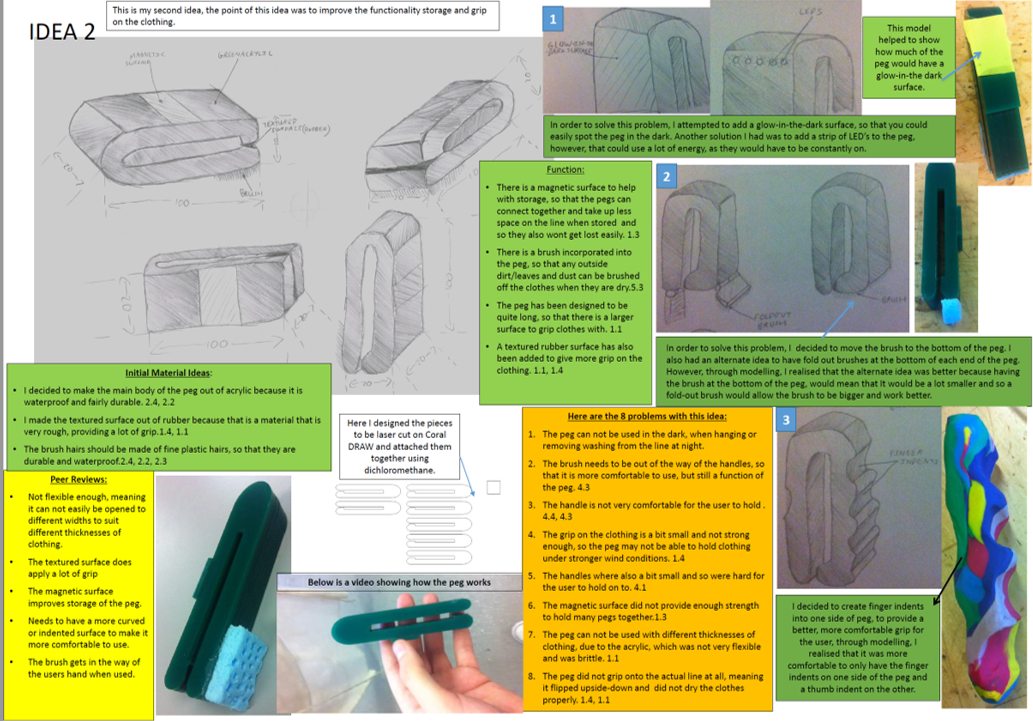 IDEA 2
This is my second idea, the point of this idea was to improve the functionality storage and grip
on the clothing.
MAGNETIC
SURFACE
GREEN ACRYLIC
TEXTURED
SURFACE (RUBBER)
BRUSH
100
100
100
1
GLOW-IN-THE
DARK SURFACE
LEDS
This model
helped to show
how much of the
peg would have a
glow-in-the dark
surface.
In order to solve this problem, I attempted to add a glow-in-the-dark surface, so that you could
easily spot the peg in the dark. Another solution I had was to add a strip of LED's to the peg,
however, that could use a lot of energy, as they would have to be constantly on.
Function:
• There is a magnetic surface to help
with storage, so that the pegs can
connect together and take up less
space on the line when stored and
so they also wont get lost easily. 1.3
• There is a brush incorporated into
the peg, so that any outside
dirt/leaves and dust can be brushed
off the clothes when they are dry.5.3
• The peg has been designed to be
quite long, so that there is a larger
surface to grip clothes with. 1.1
• A textured rubber surface has also
been added to give more grip on the
clothing. 1.1, 1.4
2
FOLDOUT
BRUSH
BRUSH
In order to solve this problem, I decided to move the brush to the bottom of the peg. I
also had an alternate idea to have fold out brushes at the bottom of each end of the peg.
However, through modelling, I realised that the alternate idea was better because having
the brush at the bottom of the peg, would mean that It would be a lot smaller and so a
fold-out brush would allow the brush to be bigger and work better.
Initial Material Ideas:
• I decided to make the main body of the peg out of acrylic because it is
waterproof and fairly durable. 2.4, 2.2
• I made the textured surface out of rubber because that is a material that is
very rough, providing a lot of grip.1.4, 1.1
• The brush hairs should be made of fine plastic hairs, so that they are
durable and waterproof.2.4, 2.2, 2.3
Peer Reviews:
• Not flexible enough, meaning
it can not easily be opened to
different widths to suit
different thicknesses of
clothing.
• The textured surface does
apply a lot of grip
• The magnetic surface
improves storage of the peg.
• Needs to have a more curved
or indented surface to make it
more comfortable to use.
• The brush gets in the way of
the users hand when used.
Here I designed the pieces
to be laser cut on Coral
DRAW and attached them
together using
dichloromethane.
Below is a video showing how the peg works
Here are the 8 problems with this idea:
1. The peg can not be used in the dark, when hanging or
removing washing from the line at night.
2. The brush needs to be out of the way of the handles, so
that it is more comfortable to use, but still a function of
the peg. 4.3
3. The handle is not very comfortable for the user to hold .
4.4, 4.3
4. The grip on the clothing is a bit small and not strong
enough, so the peg may not be able to hold clothing
under stronger wind conditions. 1.4
5. The handles where also a bit small and so were hard for
the user to hold on to. 4.1
6. The magnetic surface did not provide enough strength
to hold many pegs together.1.3
7. The peg can not be used with different thicknesses of
clothing, due to the acrylic, which was not very flexible
and was brittle. 1.1
8. The peg did not grip onto the actual line at all, meaning
it flipped upside-down and did not dry the clothes
properly. 1.4, 1.1
3
FINGER
INDENTS
I decided to create finger indents
into one side of peg, to provide a
better, more comfortable grip for
the user, through modelling, I
realised that it was more
comfortable to only have the finger
indents on one side of the peg and
a thumb indent on the other.